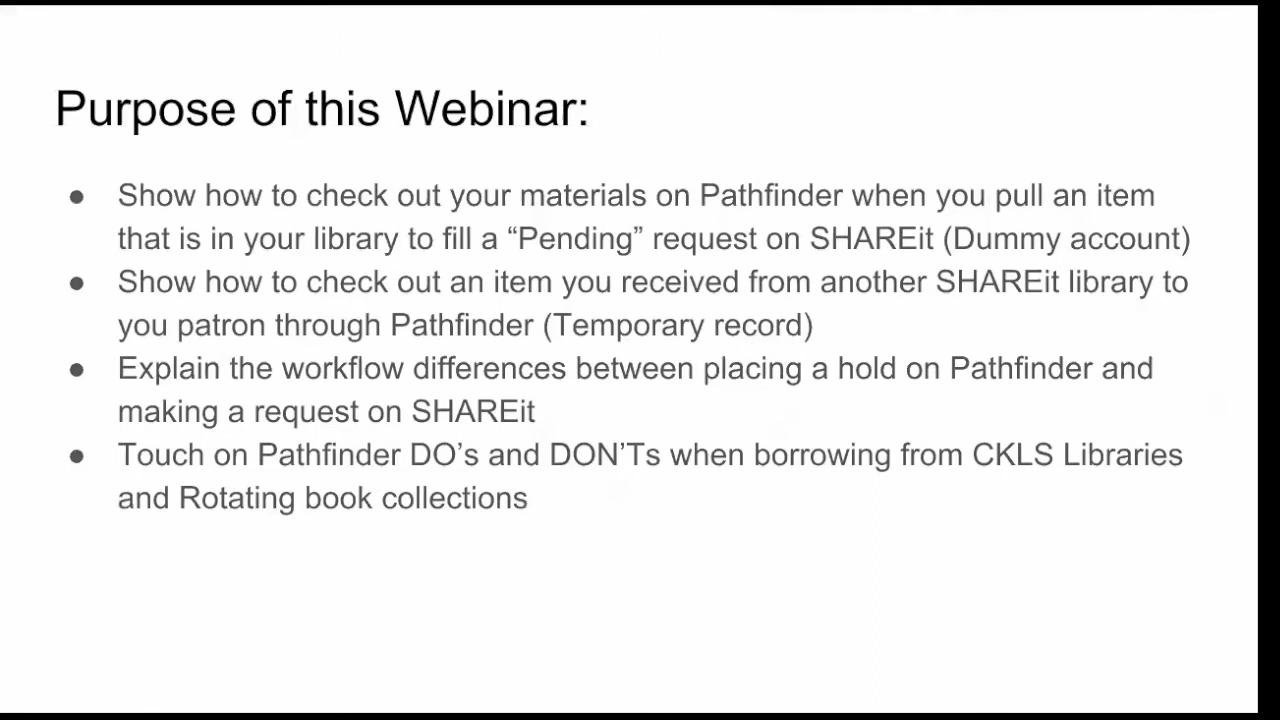 Purpose of this Webinar:
● Show how to check out your materials on Pathfinder when you pull an item
that is in your library to fill a “Pending” request on SHAREit (Dummy account)
● Show how to check out an item you received from another SHAREit library to
you patron through Pathfinder (Temporary record)
● Explain the workflow differences between placing a hold on Pathfinder and
making a request on SHAREit
● Touch on Pathfinder DO’s and DON’Ts when borrowing from CKLS Libraries
and Rotating book collections